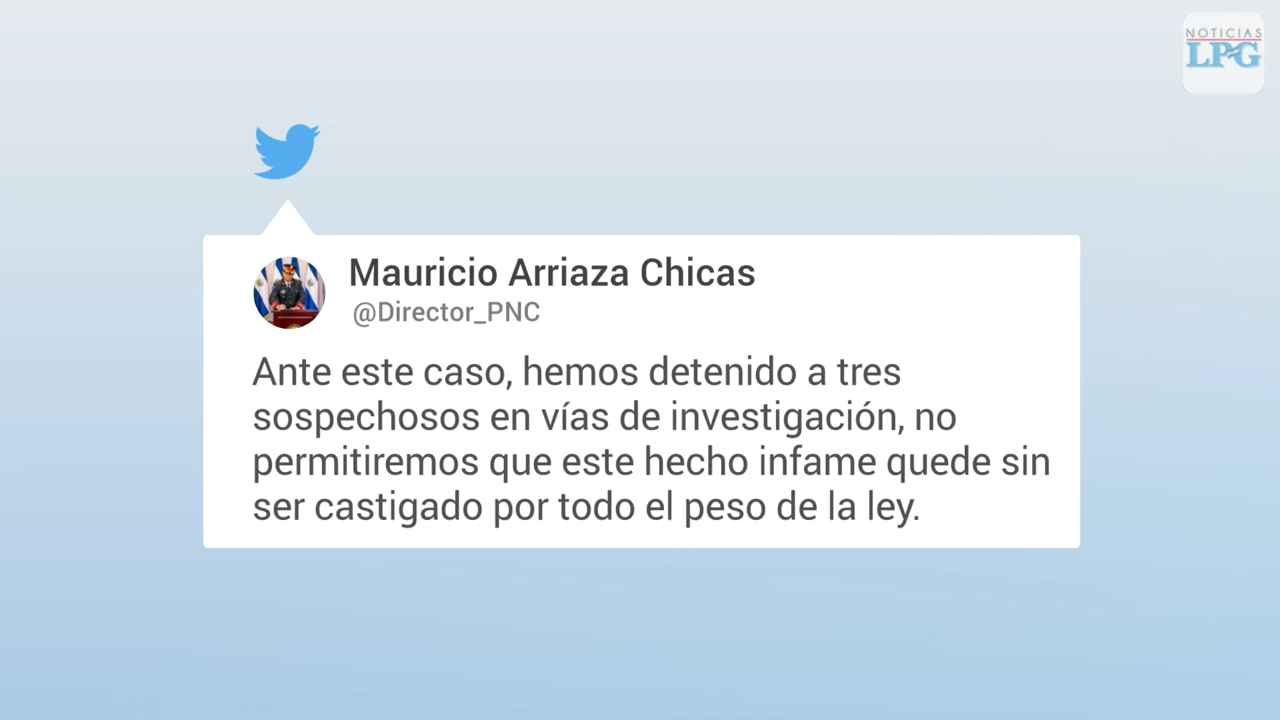 NOTICIAS
LPG
Mauricio Arriaza Chicas
@Director_PNC
Ante este caso, hemos detenido a tres
sospechosos en vías de investigación, no
permitiremos que este hecho infame quede sin
ser castigado por todo el peso de la ley.